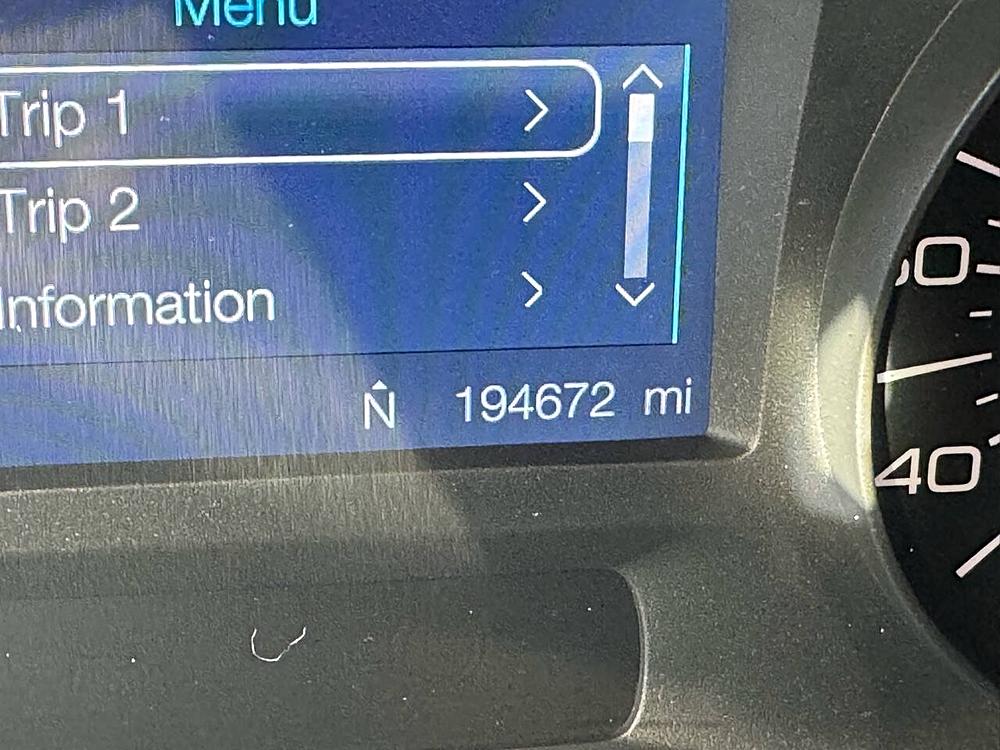 Menu
Trip 1
Trip 2
Information
N 194672 mi
40